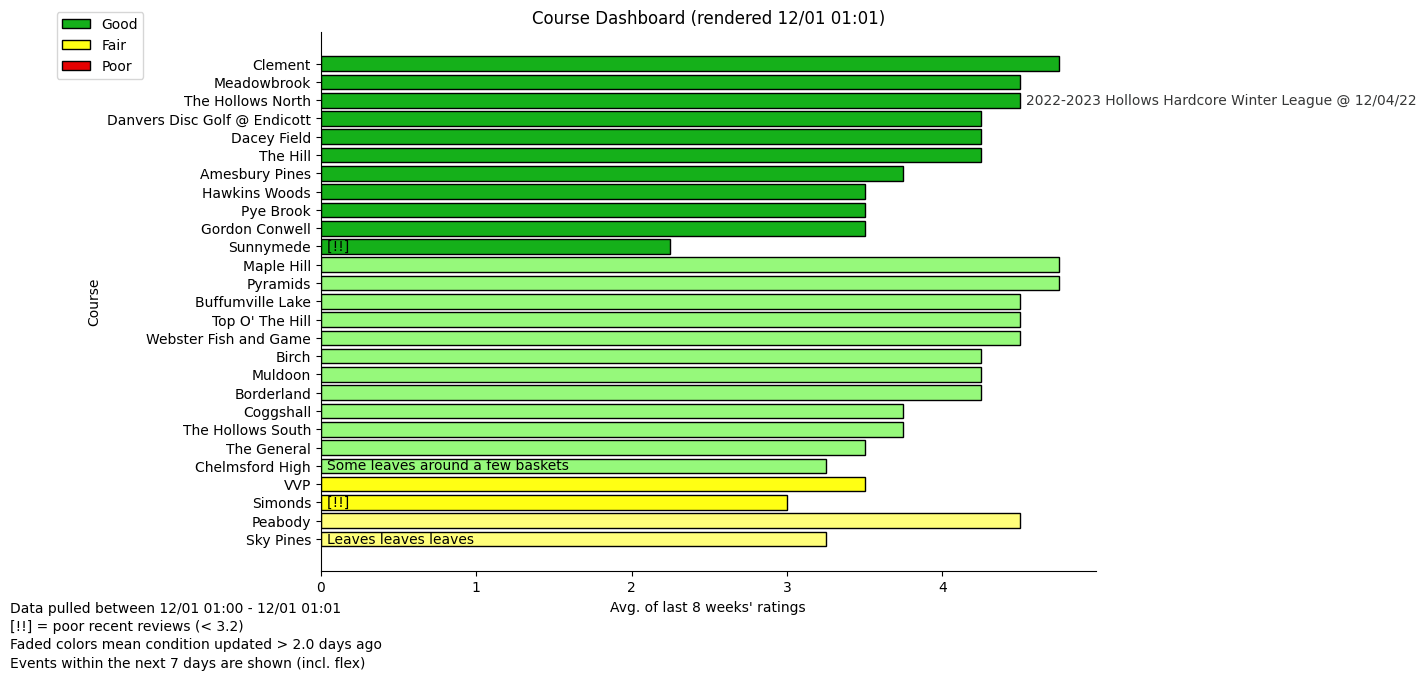 Course Dashboard (rendered 12/01 01:01)
Good
Fair
Poor
Course
Clement
Meadowbrook
The Hollows North 2022-2023 Hollows Hardcore Winter League @ 12/04/22
Danvers Disc Golf @ Endicott
Dacey Field
The Hill
Amesbury Pines
Hawkins Woods
Pye Brook
Gordon Conwell
Sunnymede [!!]
Maple Hill
Pyramids
Buffumville Lake
Top O' The Hill
Webster Fish and Game
Birch
Muldoon
Borderland
Coggshall
The Hollows South
The General
Chelmsford High Some leaves around a few baskets
VVP
Simonds [!!]
Peabody
Sky Pines Leaves leaves leaves
0 1 2 3 4
Avg. of last 8 weeks' ratings
Data pulled between 12/01 01:00 - 12/01 01:01
[!!] = poor recent reviews (< 3.2)
Faded colors mean condition updated > 2.0 days ago
Events within the next 7 days are shown (incl. flex)